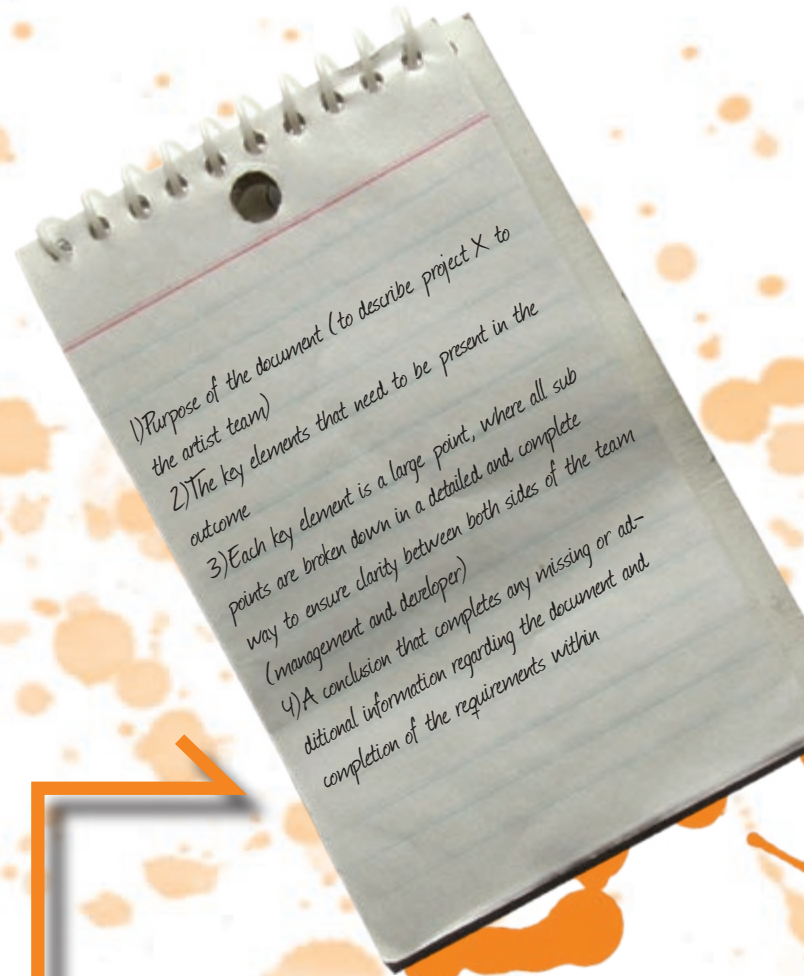 1)Purpose of the document (to describe project X to
the artist team)
2)The key elements that need to be present in the
outcome
3)Each key element is a large point, where all sub
points are broken down in a detailed and complete
way to ensure clarity between both sides of the team
(management and developer)
4)A conclusion that completes any missing or ad-
ditional information regarding the document and
completion of the requirements within